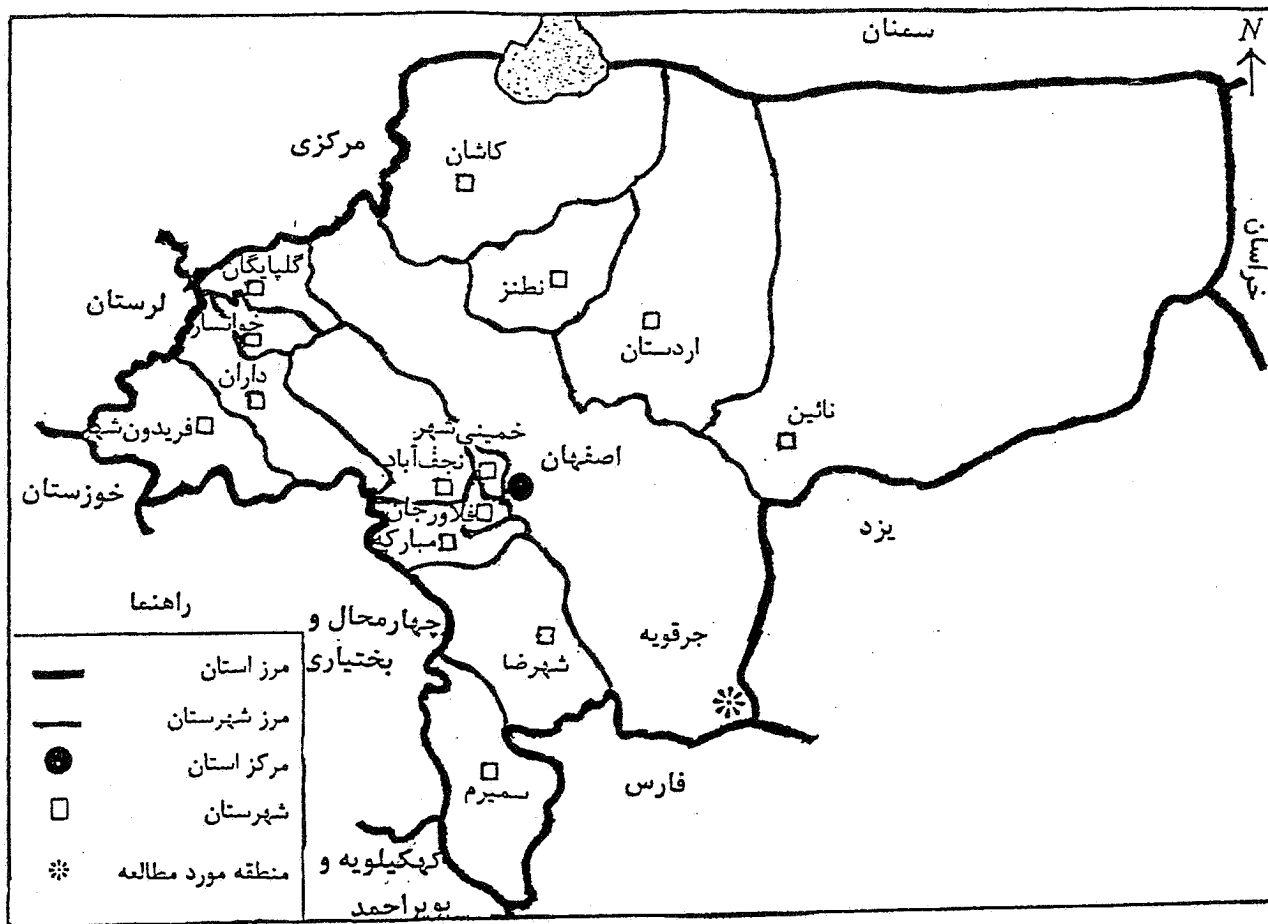 سمنان
N
مرکزی
کاشان
خراسان
گلپایگان
نطنز
لرستان
خوانسار
اردستان
داران
نائین
فریدون‌شهر
خمینی‌شهر
اصفهان
نجف‌آباد
خوزستان
فلاورجان
یزد
مبارکه
چهارمحال و
بختیاری
جرقویه
شهرضا
فارس
سمیرم
کهکیلویه و
بویراحمد
راهنما
مرز استان
مرز شهرستان
مرکز استان
شهرستان
منطقه مورد مطالعه